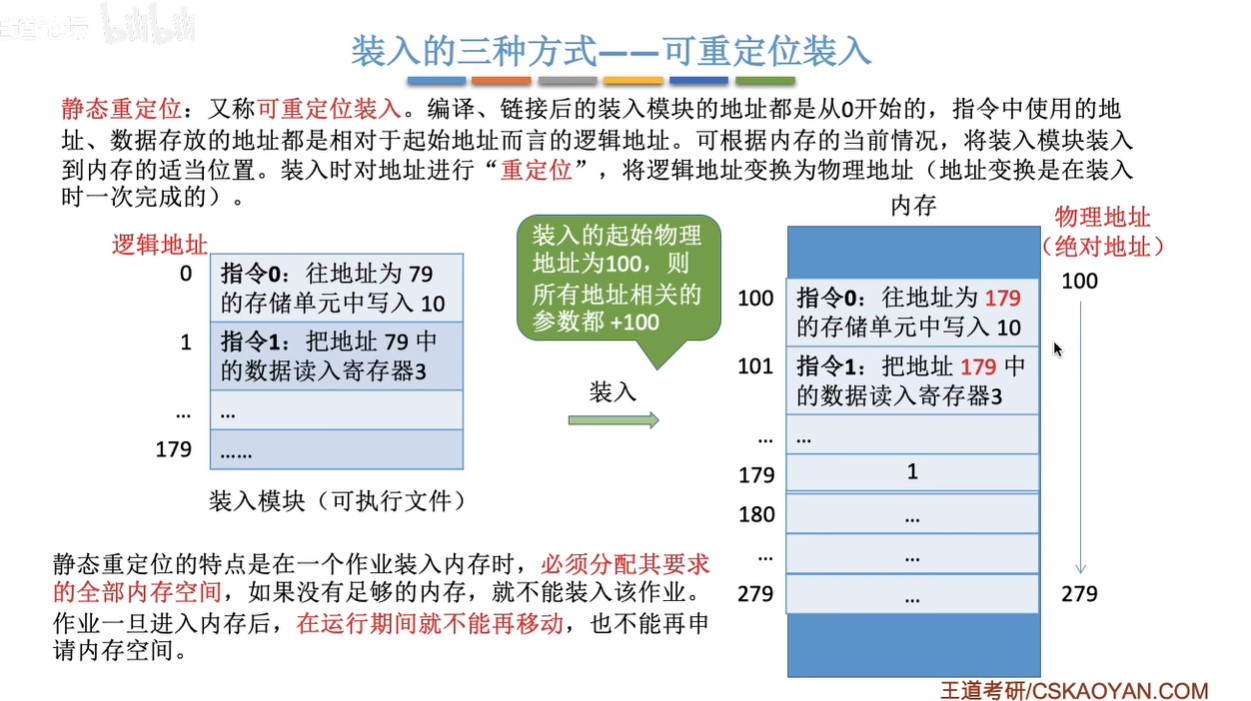 王道论坛 bilibili
装入的三种方式——可重定位装入
静态重定位：又称可重定位装入。编译、链接后的装入模块的地址都是从0开始的，指令中使用的地
址、数据存放的地址都是相对于起始地址而言的逻辑地址。可根据内存的当前情况，将装入模块装入
到内存的适当位置。装入时对地址进行“重定位”，将逻辑地址变换为物理地址（地址变换是在装入
时一次完成的）。
逻辑地址
0
指令0：往地址为 79
的存储单元中写入 10
1
指令1：把地址 79 中
的数据读入寄存器3
...
...
179
......
装入模块（可执行文件）
装入的起始物理
地址为100，则
所有地址相关的
参数都 +100
装入
内存
物理地址
（绝对地址）
100
指令0：往地址为 179
的存储单元中写入 10
101
指令1：把地址 179 中
的数据读入寄存器3
...
...
179
1
180
...
...
...
279
...
100
279
静态重定位的特点是在一个作业装入内存时，必须分配其要求
的全部内存空间，如果没有足够的内存，就不能装入该作业。
作业一旦进入内存后，在运行期间就不能再移动，也不能再申
请内存空间。
王道考研/CSKAOYAN.COM